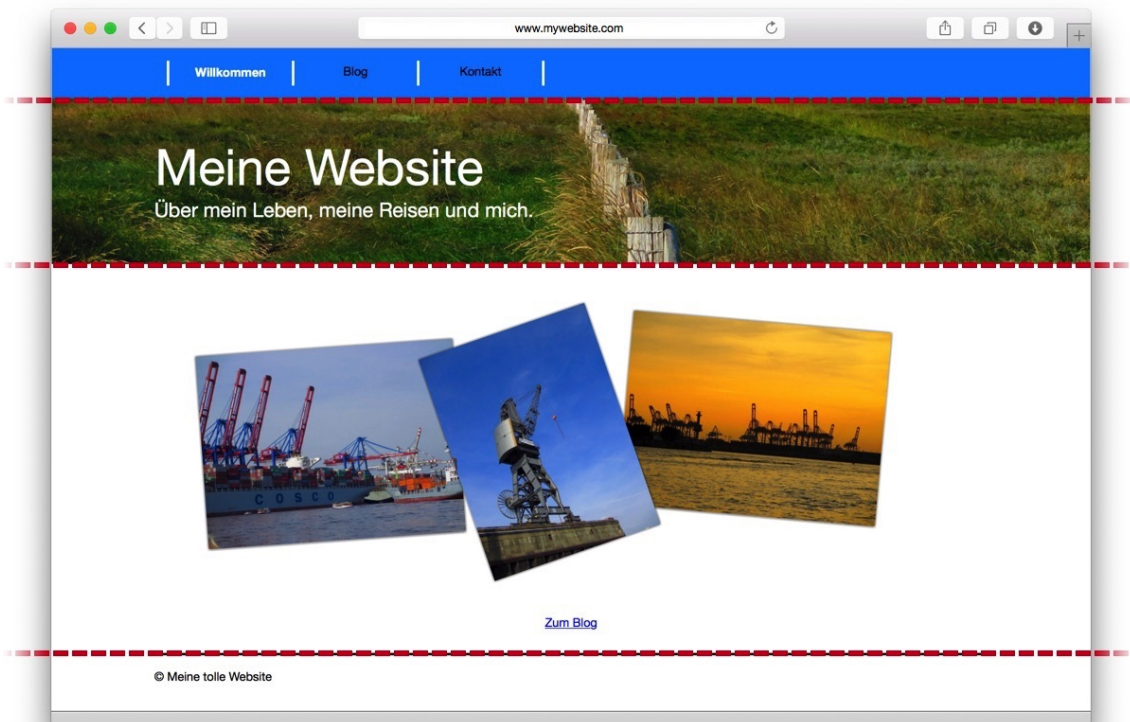 www.mywebsite.com
Willkommen
Blog
Kontakt
Meine Website
Über mein Leben, meine Reisen und mich.
COSCO
Zum Blog
© Meine tolle Website